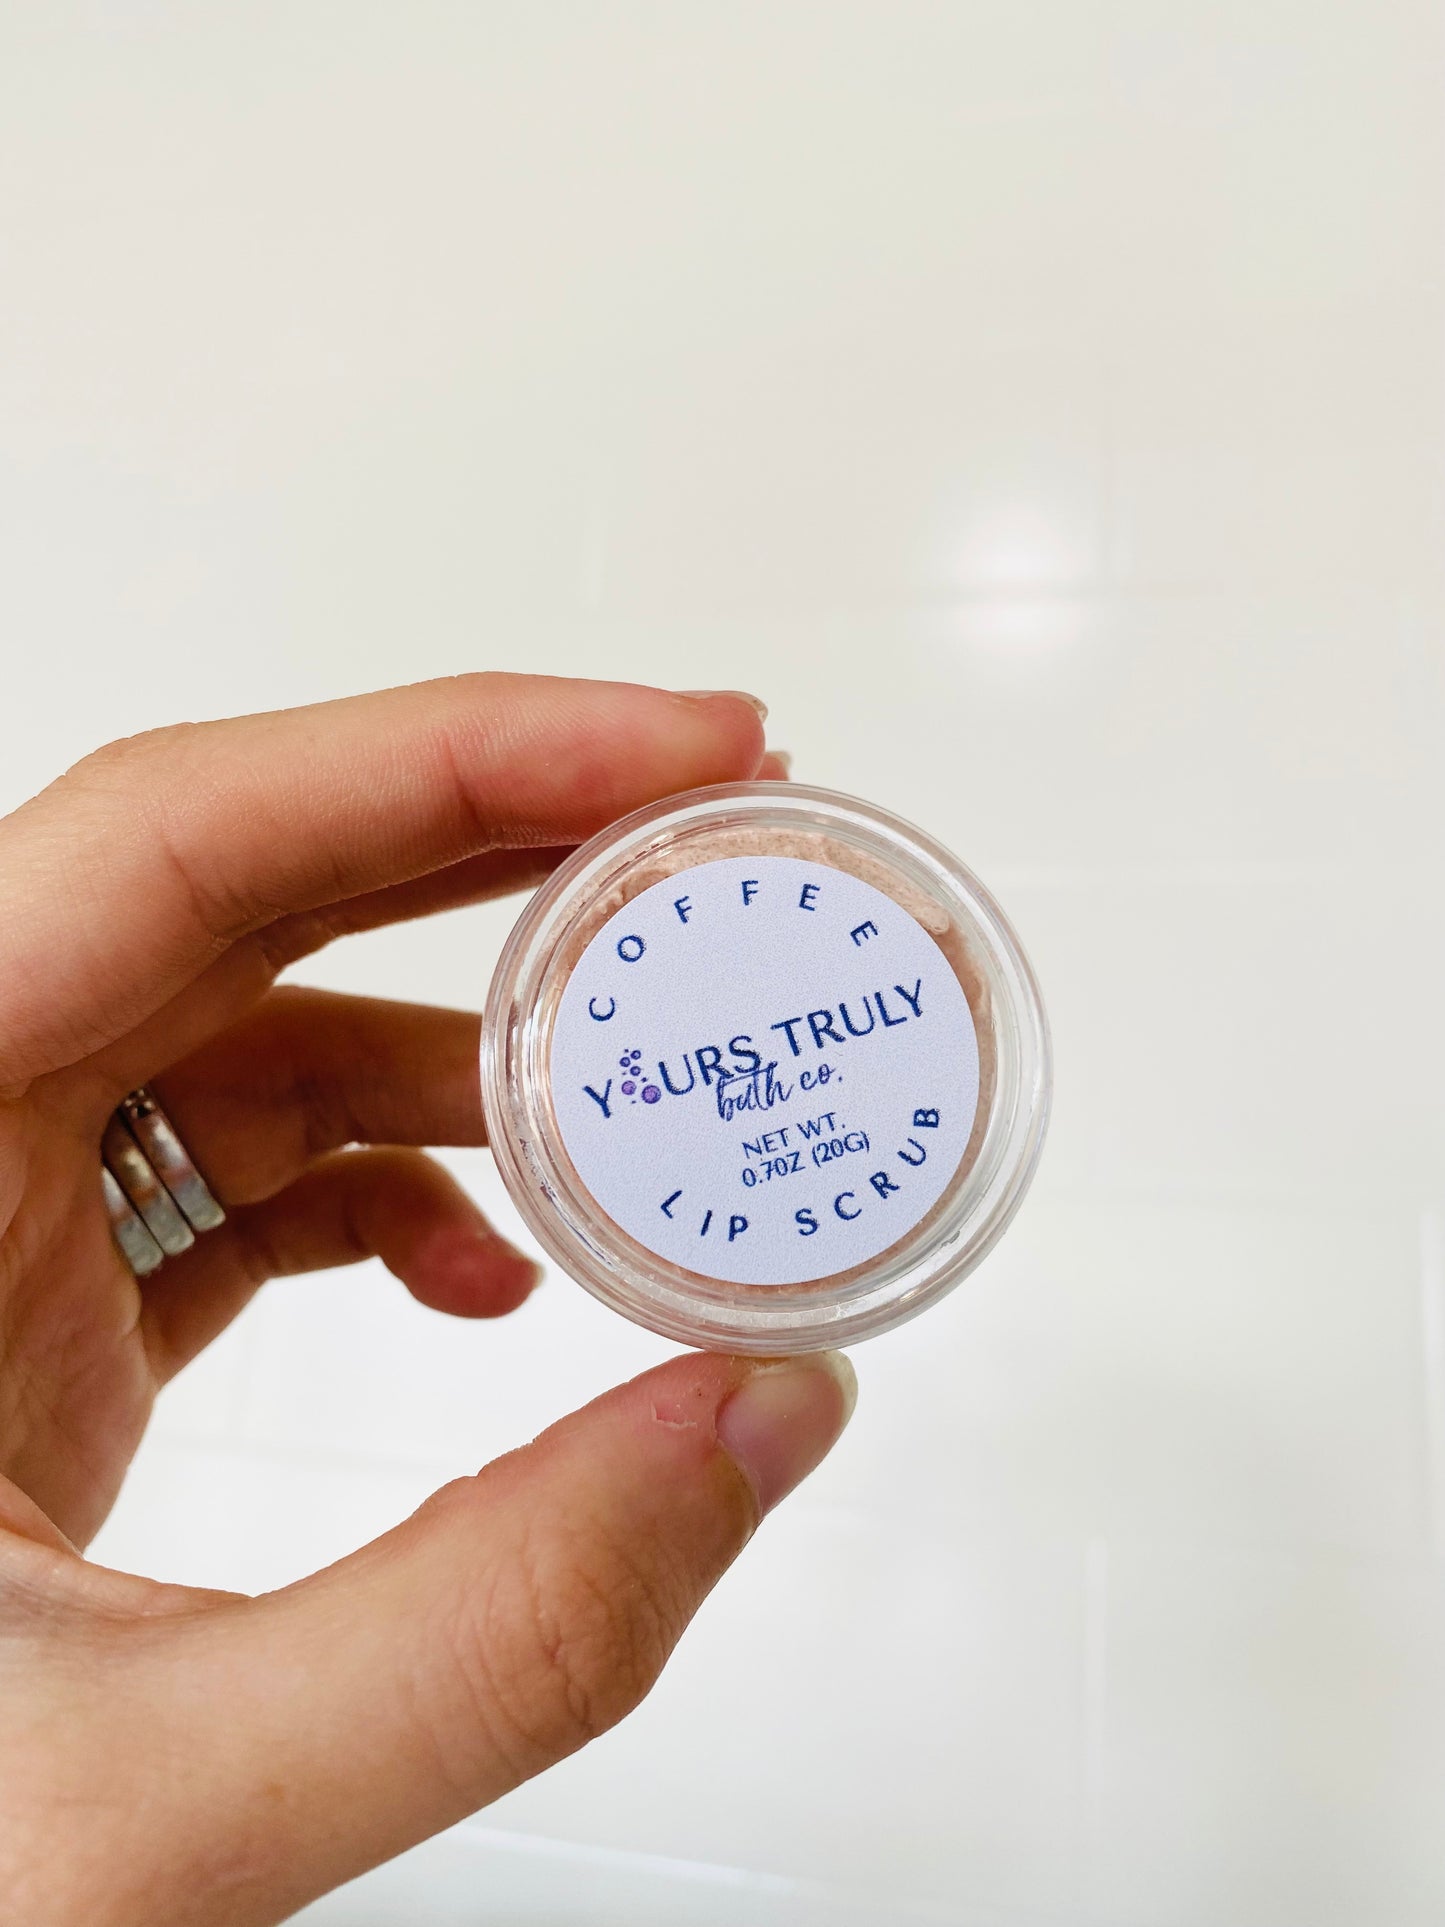 COFFEE
YOURS TRULY
bath co.
NET WT.
0.7OZ (20G)
LIP SCRUB